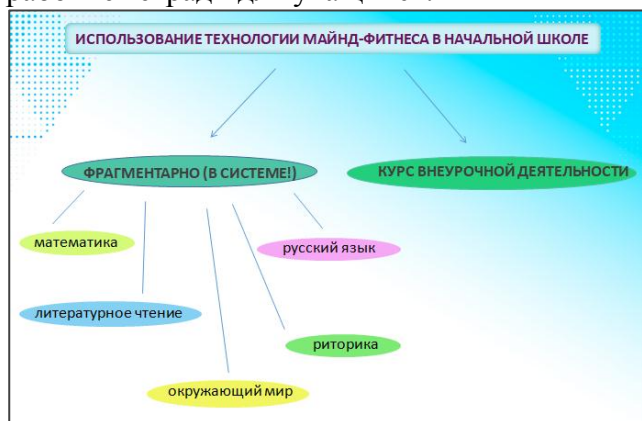 ИСПОЛЬЗОВАНИЕ ТЕХНОЛОГИИ МАЙНД-ФИТНЕСА В НАЧАЛЬНОЙ ШКОЛЕ
ФРАГМЕНТАРНО (В СИСТЕМЕ!)
КУРС ВНЕУРОЧНОЙ ДЕЯТЕЛЬНОСТИ
математика
русский язык
литературное чтение
риторика
окружающий мир